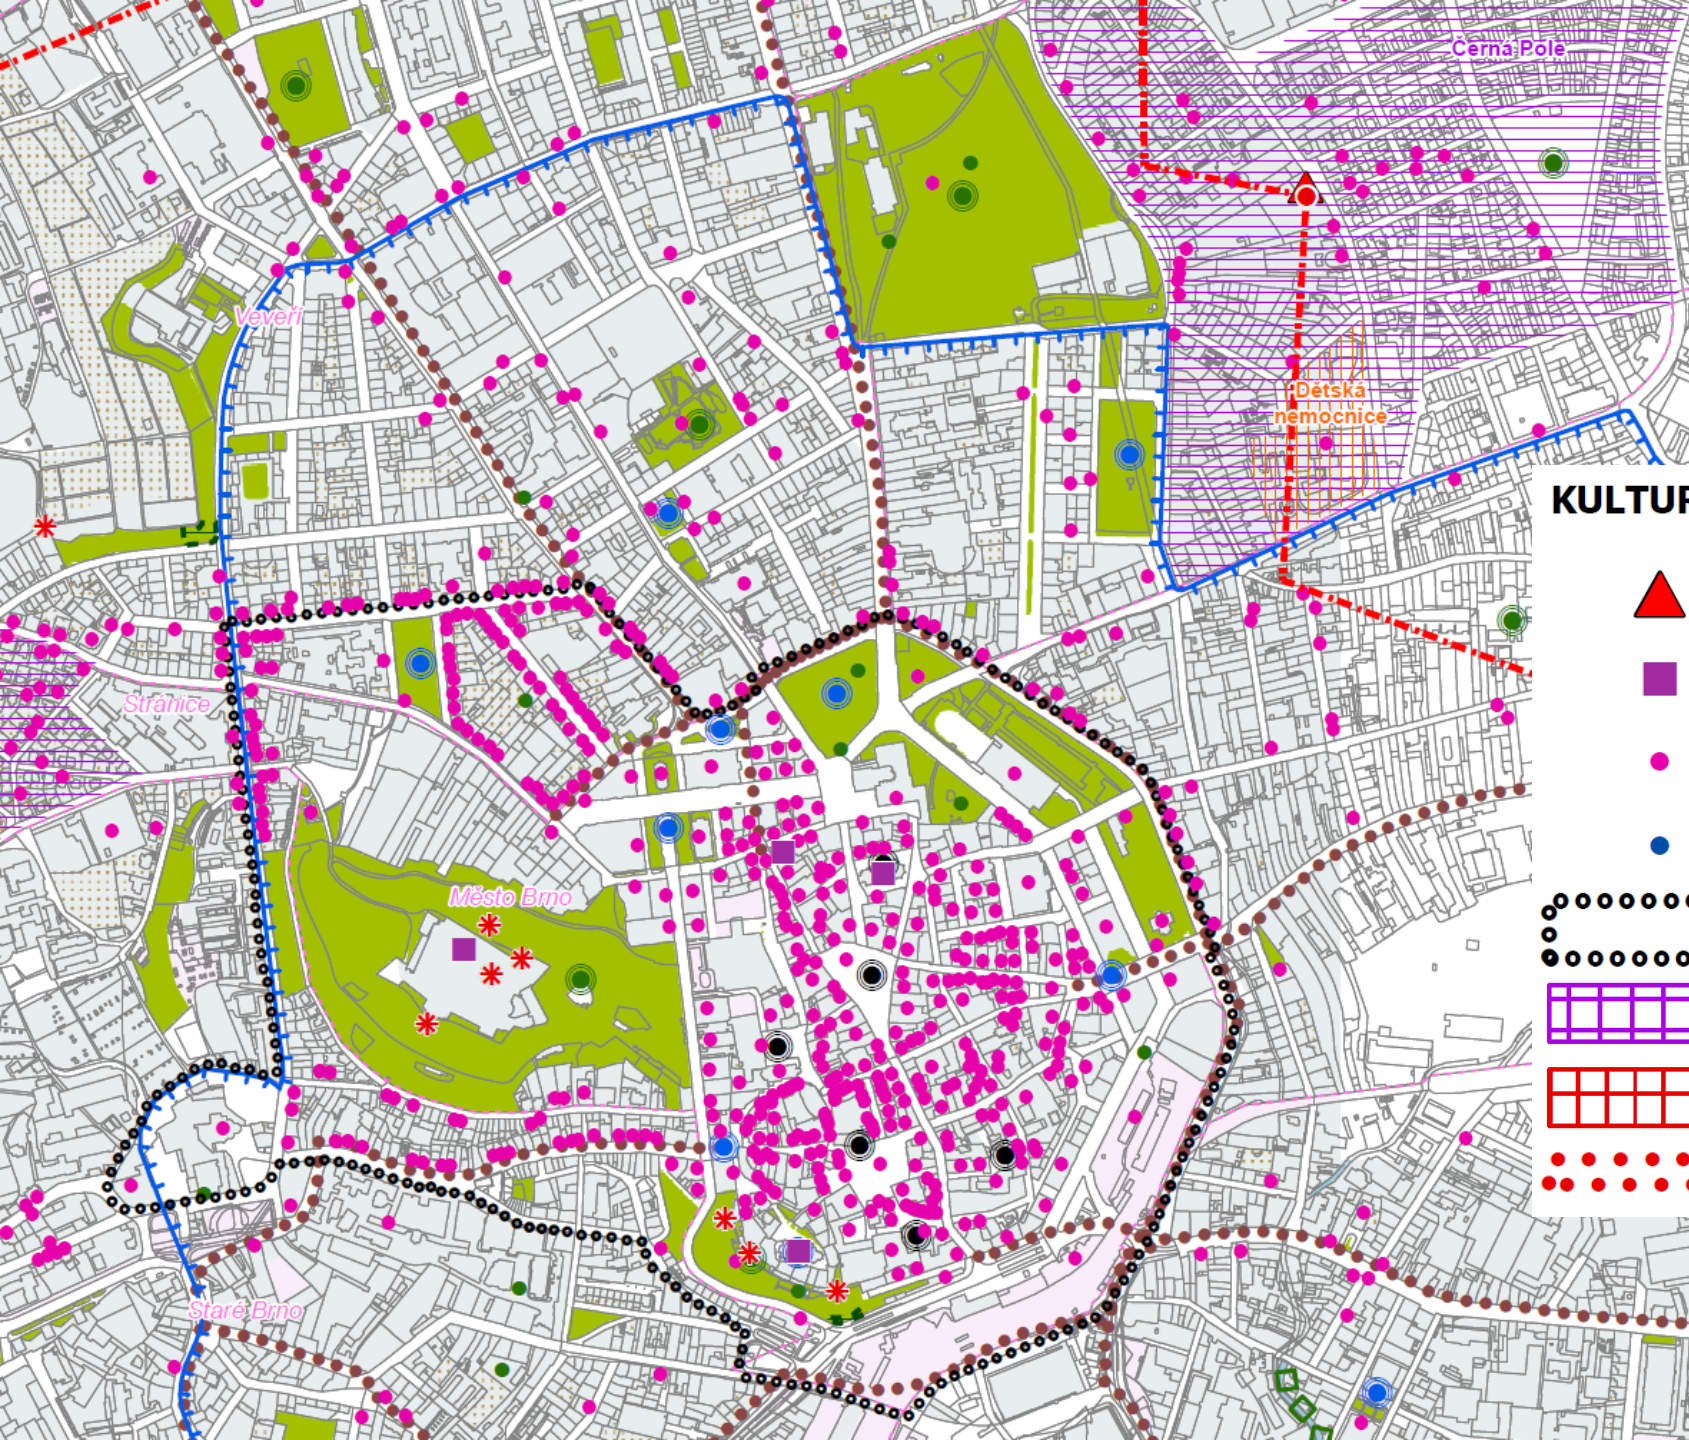 Černá Pole
Veveří
Dětská
nemocnice
KULTUR
Stránice
Město Brno
Staré Brno